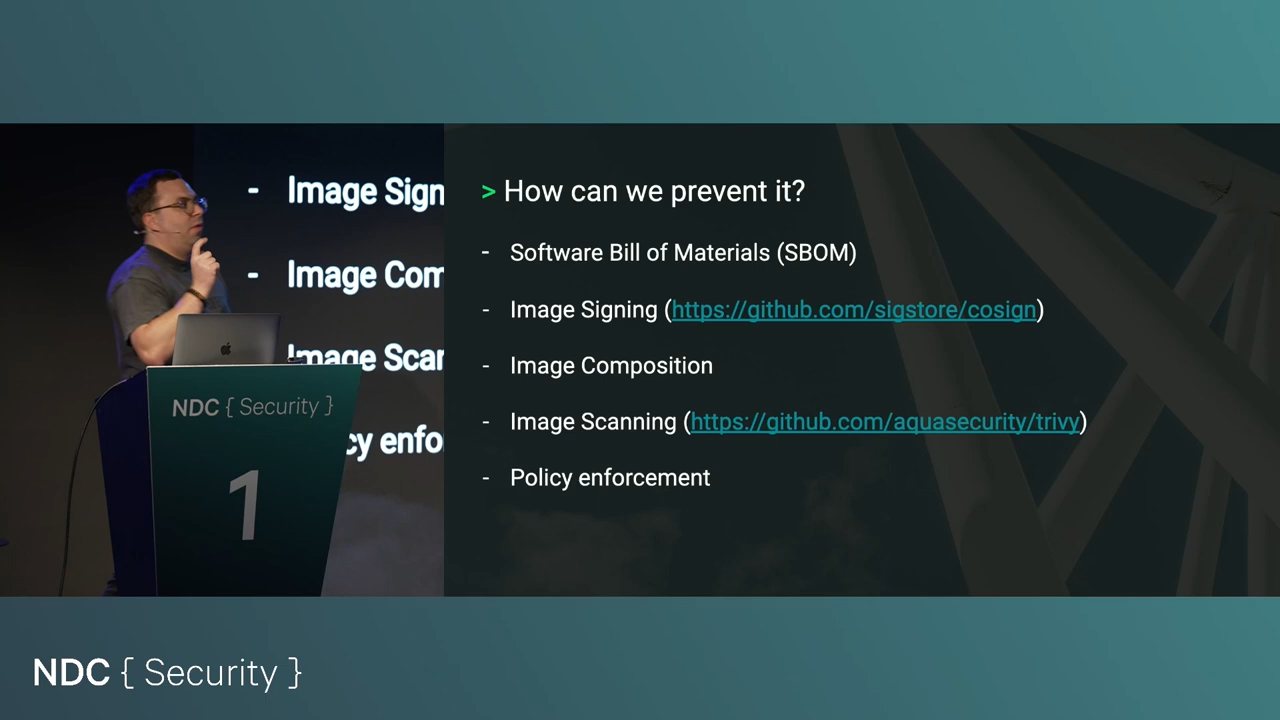 - Image Sign
- Image Com
Image Scar
cy enfo
NDC { Security }
1
> How can we prevent it?
- Software Bill of Materials (SBOM)
- Image Signing (https://github.com/sigstore/cosign)
- Image Composition
- Image Scanning (https://github.com/aquasecurity/trivy)
- Policy enforcement
NDC { Security }